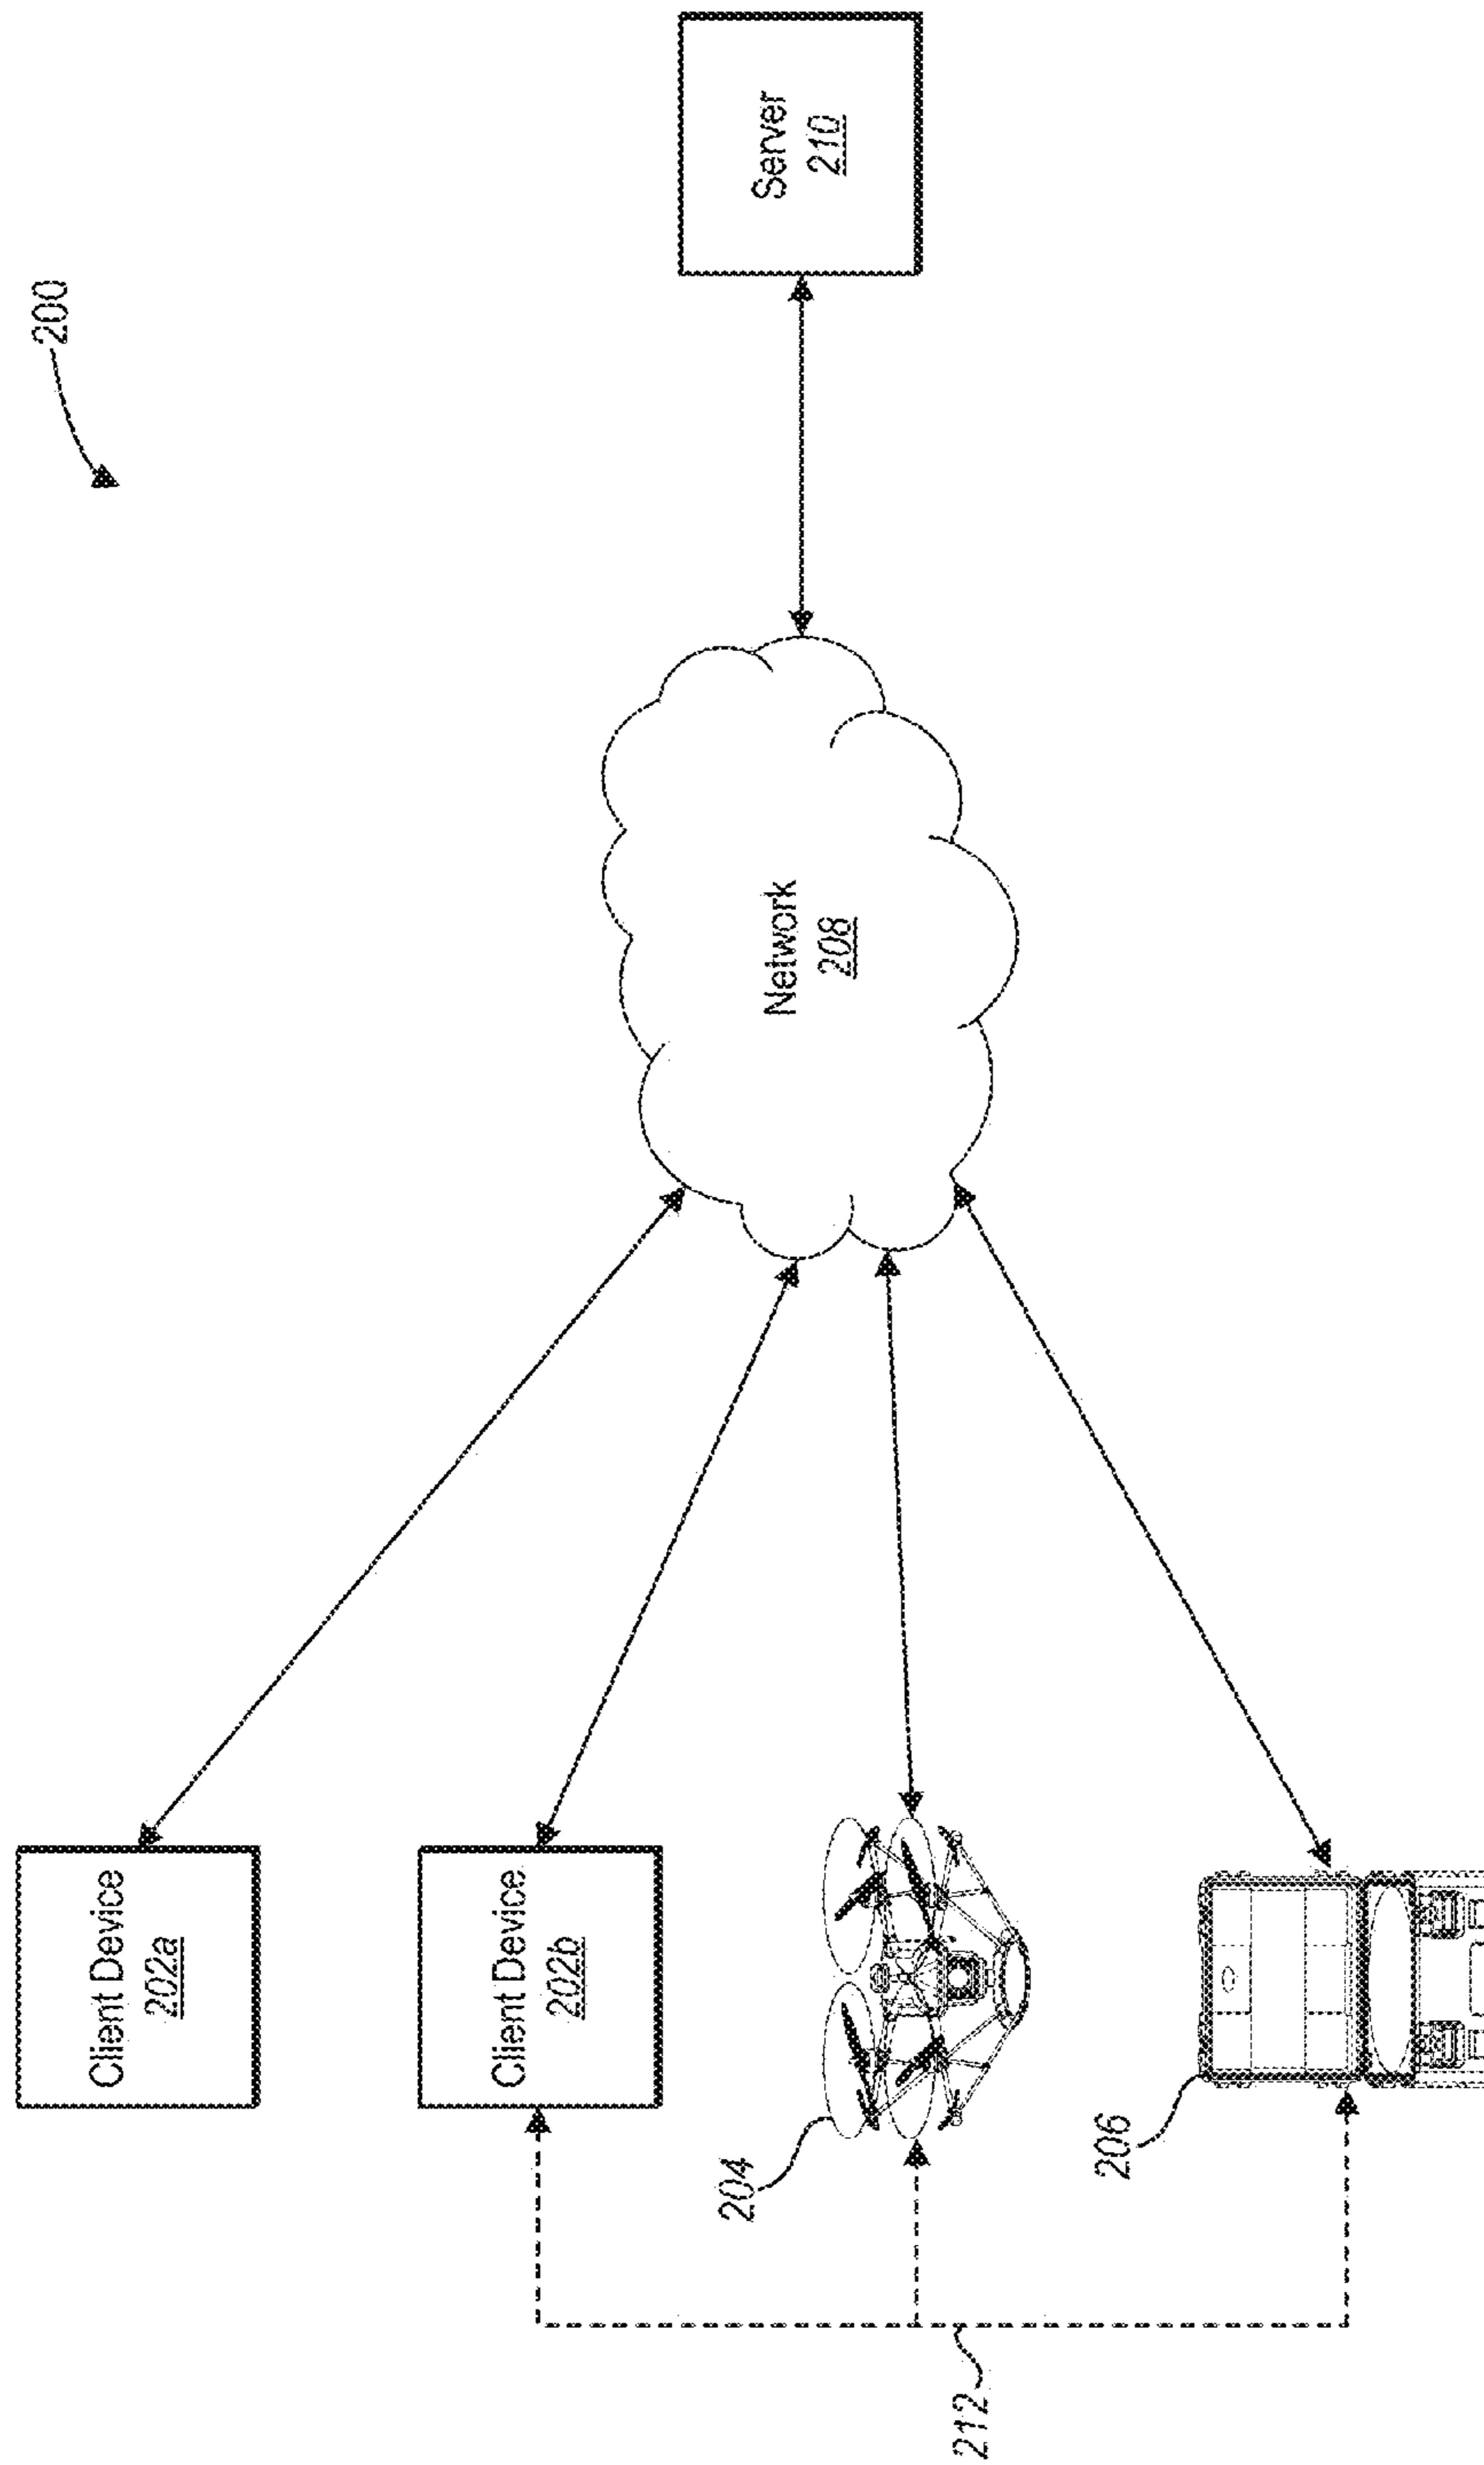 200
Client Device
202a
Client Device
202b
204
206
212
Network
208
Server
210